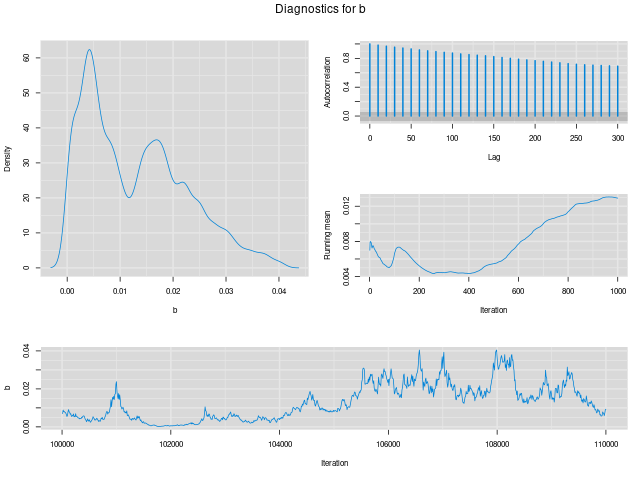 Diagnostics for b
Density
0 10 20 30 40 50 60
0.00 0.01 0.02 0.03 0.04
b
Autocorrelation
0.0 0.4 0.8
0 50 100 150 200 250 300
Lag
Running mean
0.004 0.008 0.012
0 200 400 600 800 1000
Iteration
b
0.00 0.02 0.04
100000 102000 104000 106000 108000 110000
Iteration